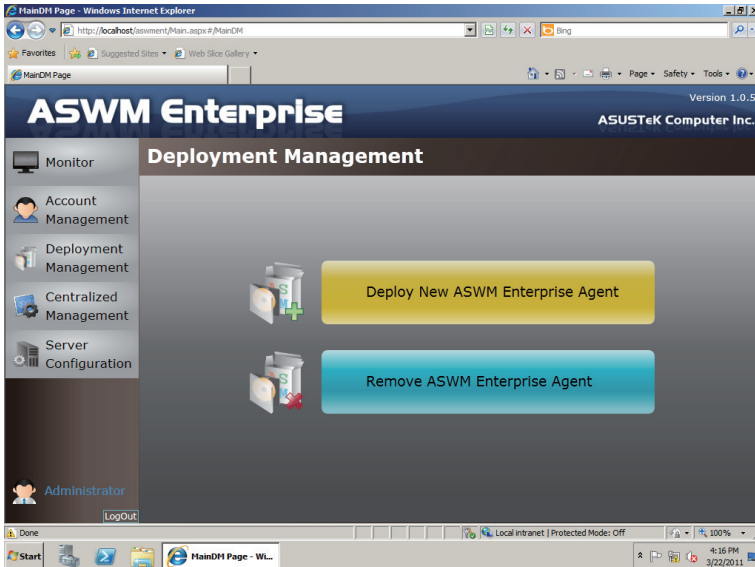 MainDM Page - Windows Internet Explorer
http://localhost/aswment/Main.aspx#/MainDM
Bing
Favorites
Suggested Sites
Web Slice Gallery
MainDM Page
Page
Safety
Tools
Version 1.0.5
ASWM Enterprise
ASUSTeK Computer Inc.
Monitor
Deployment Management
Account
Management
Deployment
Management
Centralized
Management
Server
Configuration
S
M
Deploy New ASWM Enterprise Agent
S
M
Remove ASWM Enterprise Agent
Administrator
LogOut
Done
Local intranet | Protected Mode: Off
100%
Start
MainDM Page - Wi...
4:16 PM
3/22/2011